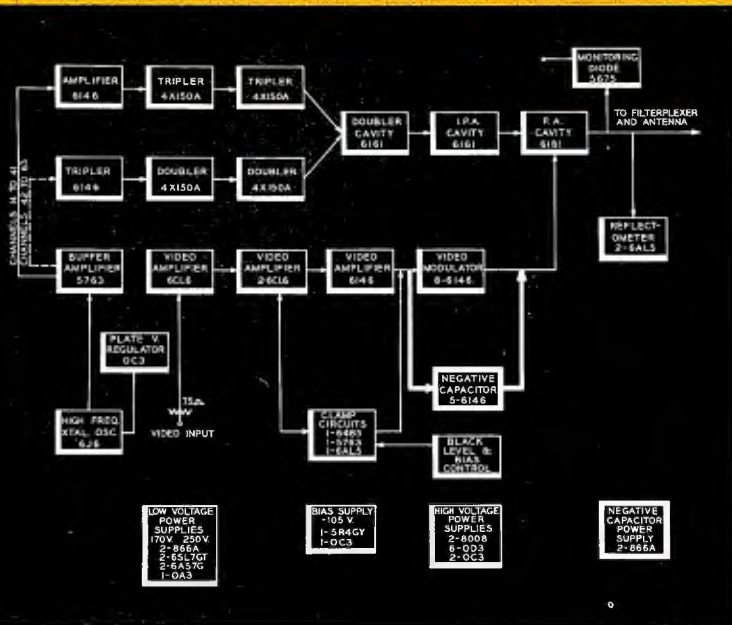 MONITORING
DIODE
5675
AMPLIFIER
6146
TRIPLER
4X150A
TRIPLER
4X150A
DOUBLER
CAVITY
6161
I.P.A.
CAVITY
6161
P.A.
CAVITY
6161
TO FILTERPLEXER
AND ANTENNA
CHANNELS 14 TO 41
CHANNELS 42 TO 83
TRIPLER
6146
DOUBLER
4X150A
DOUBLER
4X150A
REFLECT-
OMETER
2-6AL5
BUFFER
AMPLIFIER
5763
VIDEO
AMPLIFIER
6CL6
VIDEO
AMPLIFIER
2-6CL6
VIDEO
AMPLIFIER
6146
VIDEO
MODULATOR
8-6146
PLATE V.
REGULATOR
OC3
NEGATIVE
CAPACITOR
5-6146
75Ω
HIGH FREQ.
XTAL. OSC
6J6
VIDEO INPUT
CLAMP
CIRCUITS
1-6485
1-5763
1-6AL5
BLACK
LEVEL &
BIAS
CONTROL
LOW VOLTAGE
POWER
SUPPLIES
170V. 250V.
2-866A
2-6SL7GT
2-6AS7G
1-0A3
BIAS SUPPLY
-105 V.
1-5R4GY
1-OC3
HIGH VOLTAGE
POWER
SUPPLIES
2-8008
6-OD3
2-OC3
NEGATIVE
CAPACITOR
POWER
SUPPLY
2-866A